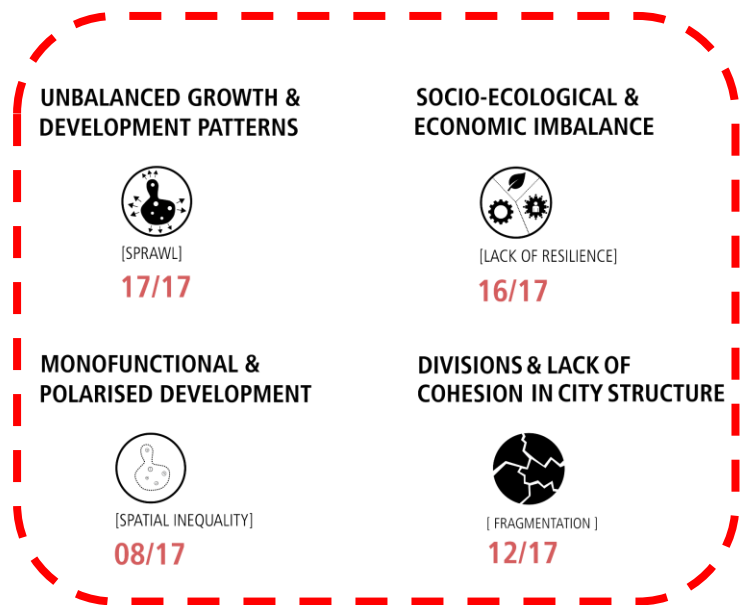 UNBALANCED GROWTH &
DEVELOPMENT PATTERNS
[SPRAWL]
17/17
SOCIO-ECOLOGICAL &
ECONOMIC IMBALANCE
[LACK OF RESILIENCE]
16/17
MONOFUNCTIONAL &
POLARISED DEVELOPMENT
[SPATIAL INEQUALITY]
08/17
DIVISIONS & LACK OF
COHESION IN CITY STRUCTURE
[ FRAGMENTATION ]
12/17